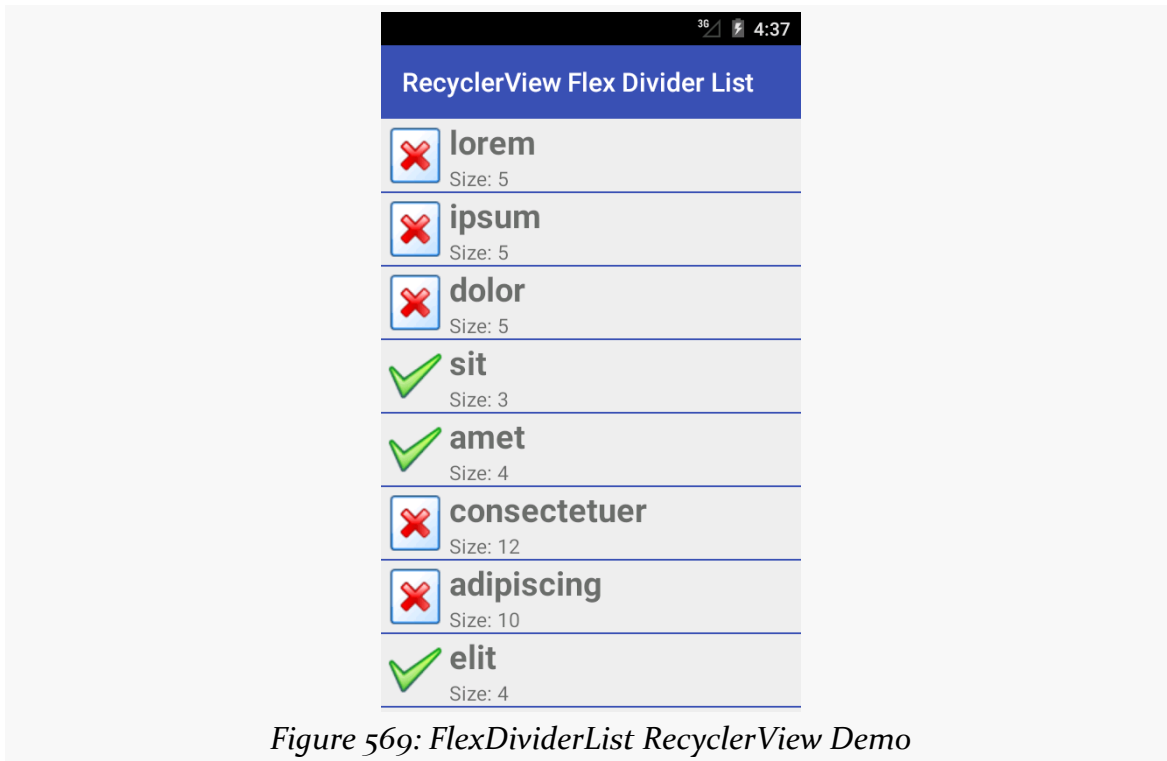 3G 4:37
RecyclerView Flex Divider List
lorem
Size: 5
ipsum
Size: 5
dolor
Size: 5
sit
Size: 3
amet
Size: 4
consectetuer
Size: 12
adipiscing
Size: 10
elit
Size: 4
Figure 569: FlexDividerList RecyclerView Demo